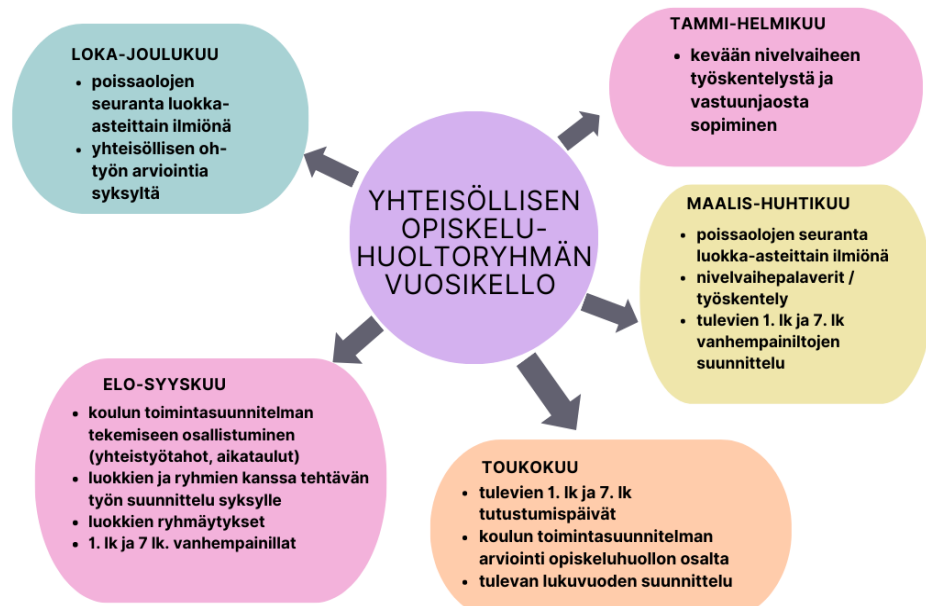 YHTEISÖLLISEN
OPISKELU-
HUOLTORYHMÄN
VUOSIKELLO
TAMMI-HELMIKUU
• kevään nivelvaiheen
työskentelystä ja
vastuunjaosta
sopiminen
MAALIS-HUHTIKUU
• poissaolojen seuranta
luokka-asteittain ilmiönä
• nivelvaihepalaverit /
työskentely
• tulevien 1. lk ja 7. lk
vanhempainiltojen
suunnittelu
TOUKOKUU
• tulevien 1. lk ja 7. lk
tutustumispäivät
• koulun toimintasuunnitelman
arviointi opiskeluhuollon osalta
• tulevan lukuvuoden suunnittelu
ELO-SYYSKUU
• koulun toimintasuunnitelman
tekemiseen osallistuminen
(yhteistyötahot, aikataulut)
• luokkien ja ryhmien kanssa tehtävän
työn suunnittelu syksylle
• luokkien ryhmäytykset
• 1. lk ja 7 lk. vanhempainillat
LOKA-JOULUKUU
• poissaolojen
seuranta luokka-
asteittain ilmiönä
• yhteisöllisen oh-
työn arviointia
syksyltä